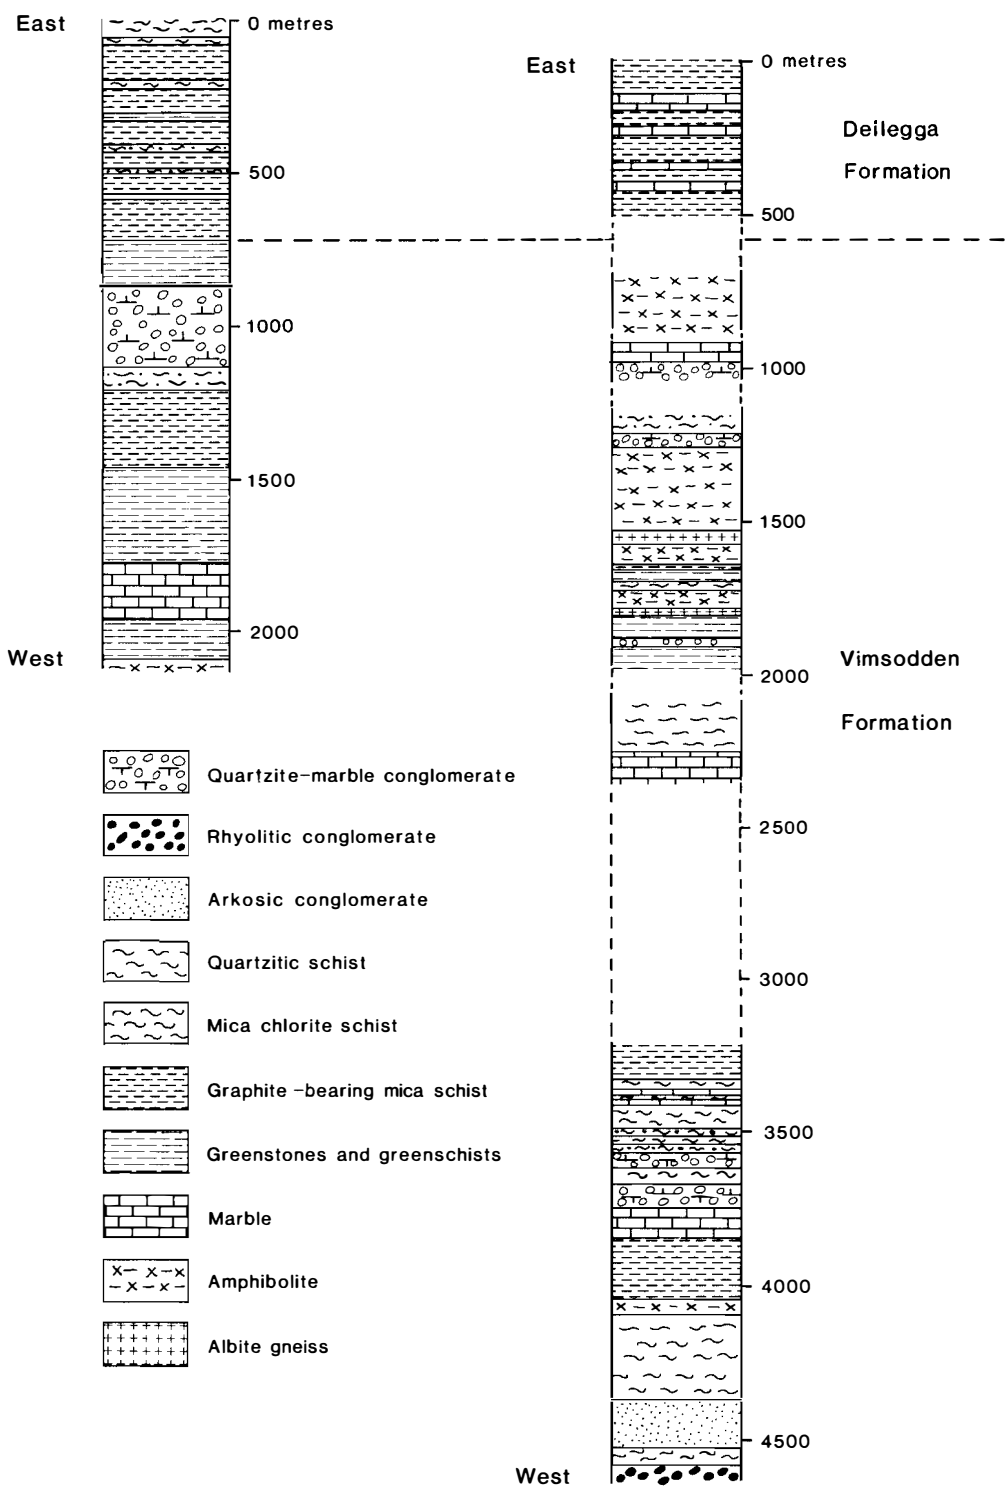 East
0 metres
500
1000
1500
2000
West
East
0 metres
Deilegga
Formation
500
1000
1500
2000
Vimsodden
Formation
2500
3000
3500
4000
4500
West
Quartzite-marble conglomerate
Rhyolitic conglomerate
Arkosic conglomerate
Quartzitic schist
Mica chlorite schist
Graphite-bearing mica schist
Greenstones and greenschists
Marble
Amphibolite
Albite gneiss